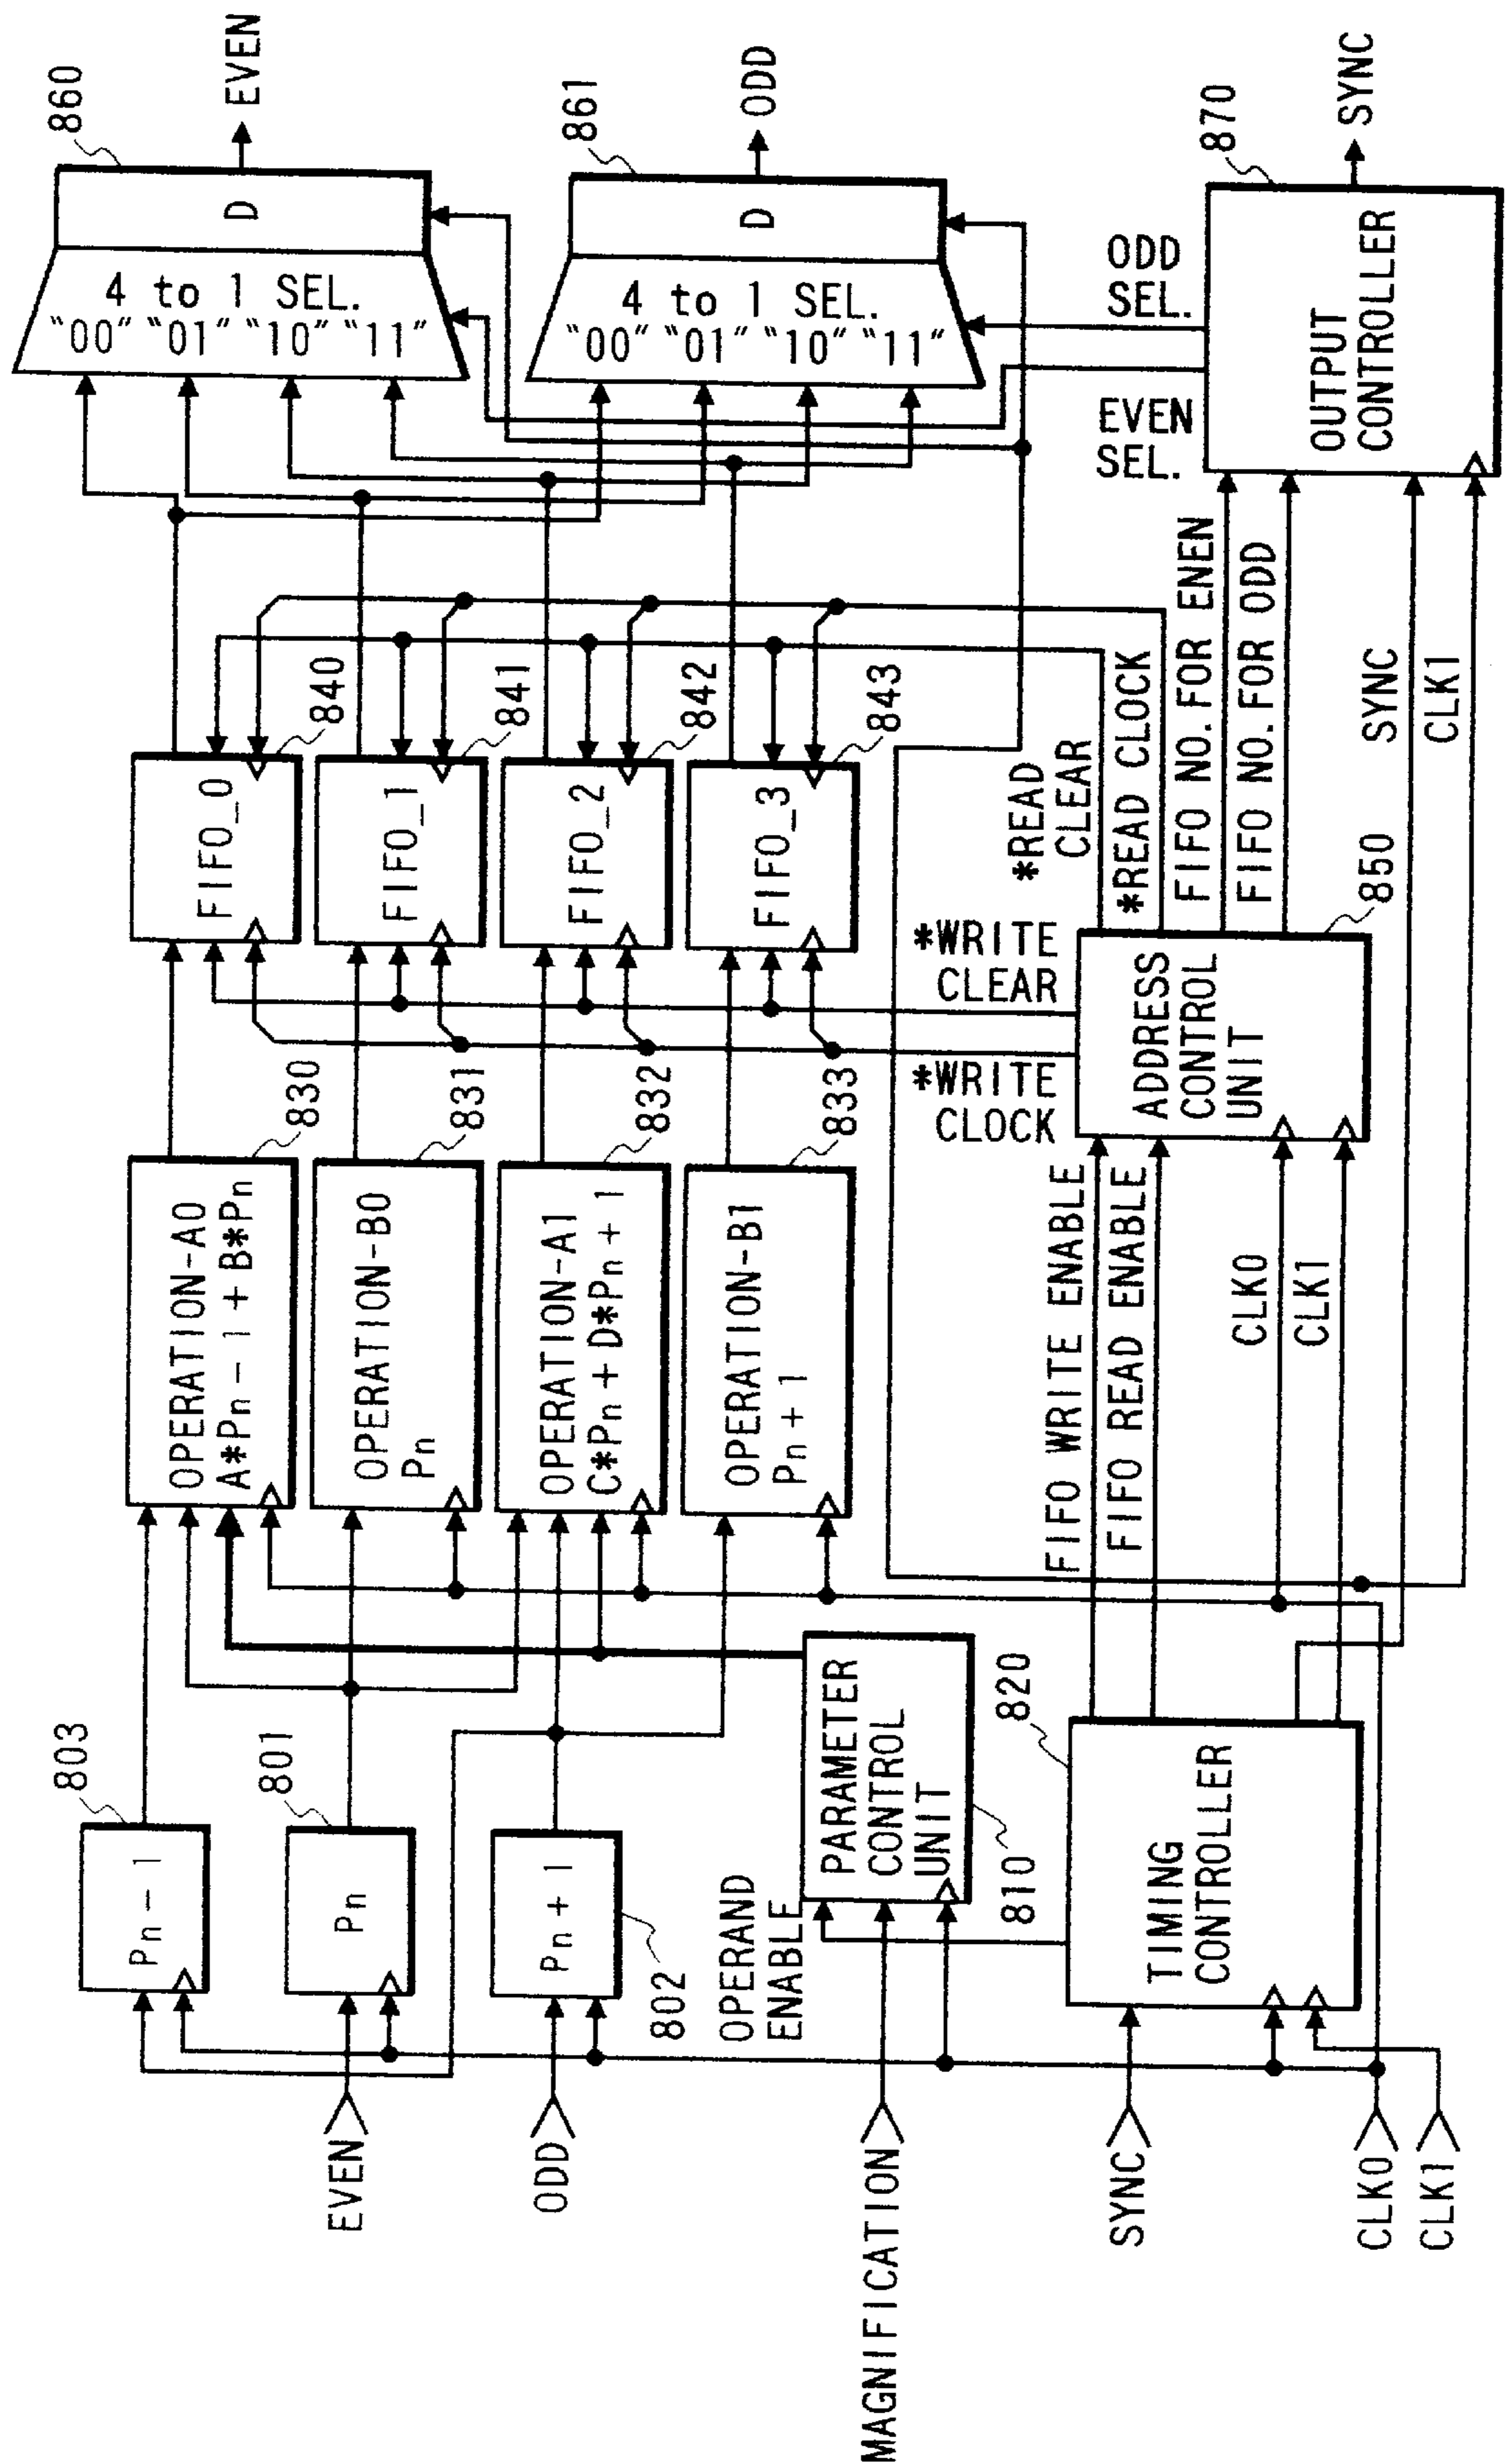 EVEN
ODD
MAGNIFICATION
SYNC
CLK0
CLK1
803
Pn - 1
801
Pn
Pn + 1
802
OPERAND
ENABLE
PARAMETER
CONTROL
UNIT
810
820
TIMING
CONTROLLER
OPERATION-A0
A*Pn - 1 + B*Pn
830
OPERATION-B0
Pn
831
OPERATION-A1
C*Pn + D*Pn + 1
832
OPERATION-B1
Pn + 1
833
FIFO WRITE ENABLE
FIFO READ ENABLE
CLK0
CLK1
*WRITE
CLEAR
*WRITE
CLOCK
ADDRESS
CONTROL
UNIT
850
FIFO_0
840
FIFO_1
841
FIFO_2
842
FIFO_3
843
*READ
CLEAR
*READ CLOCK
FIFO NO. FOR ENEN
FIFO NO. FOR ODD
SYNC
CLK1
860
4 to 1 SEL.
"00" "01" "10" "11"
D
EVEN
861
4 to 1 SEL.
"00" "01" "10" "11"
D
ODD
EVEN
SEL.
ODD
SEL.
OUTPUT
CONTROLLER
870
SYNC